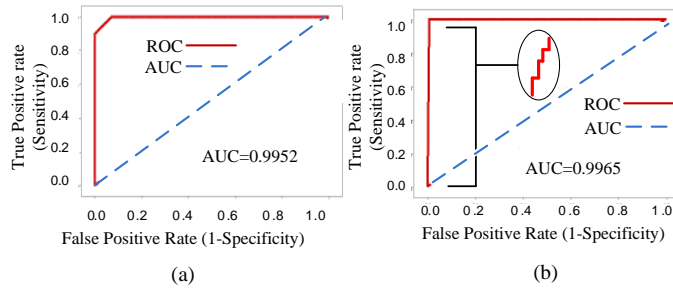 1.0
0.8
0.6
0.4
0.2
0.0
True Positive rate
(Sensitivity)
ROC
AUC
AUC=0.9952
0.0 0.2 0.4 0.6 0.8 1.0
False Positive Rate (1-Specificity)
(a)
1.0
0.8
0.6
0.4
0.2
0.0
True Positive rate
(Sensitivity)
ROC
AUC
AUC=0.9965
0.0 0.2 0.4 0.6 0.8 1.0
False Positive Rate (1-Specificity)
(b)